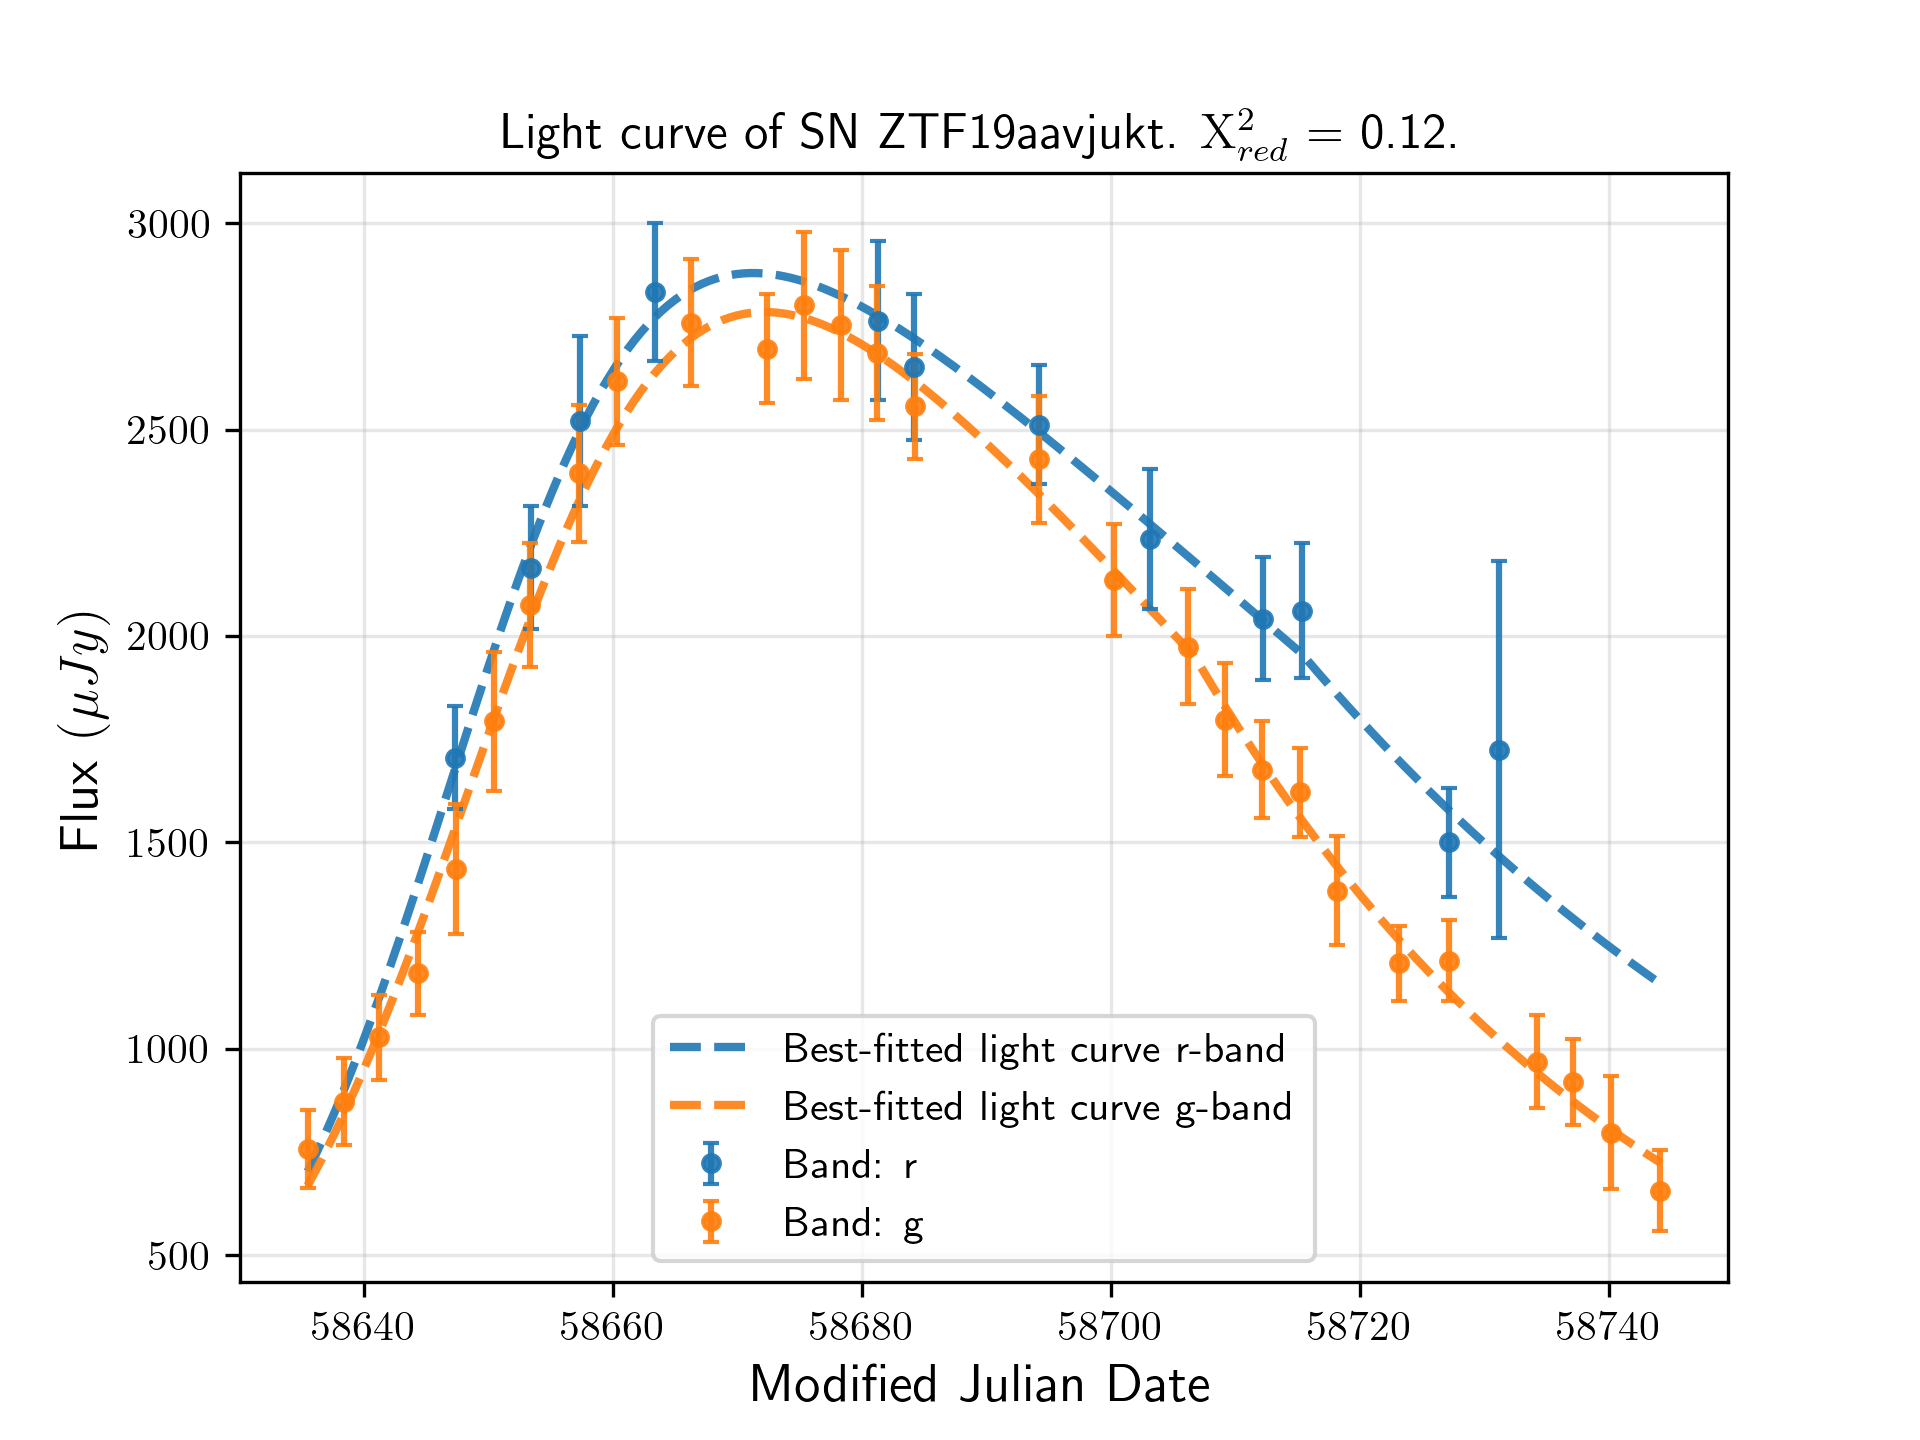 Light curve of SN ZTF19aavjukt. X²_red = 0.12.
3000
2500
2000
1500
1000
500
Flux (μJy)
Best-fitted light curve r-band
Best-fitted light curve g-band
Band: r
Band: g
58640 58660 58680 58700 58720 58740
Modified Julian Date